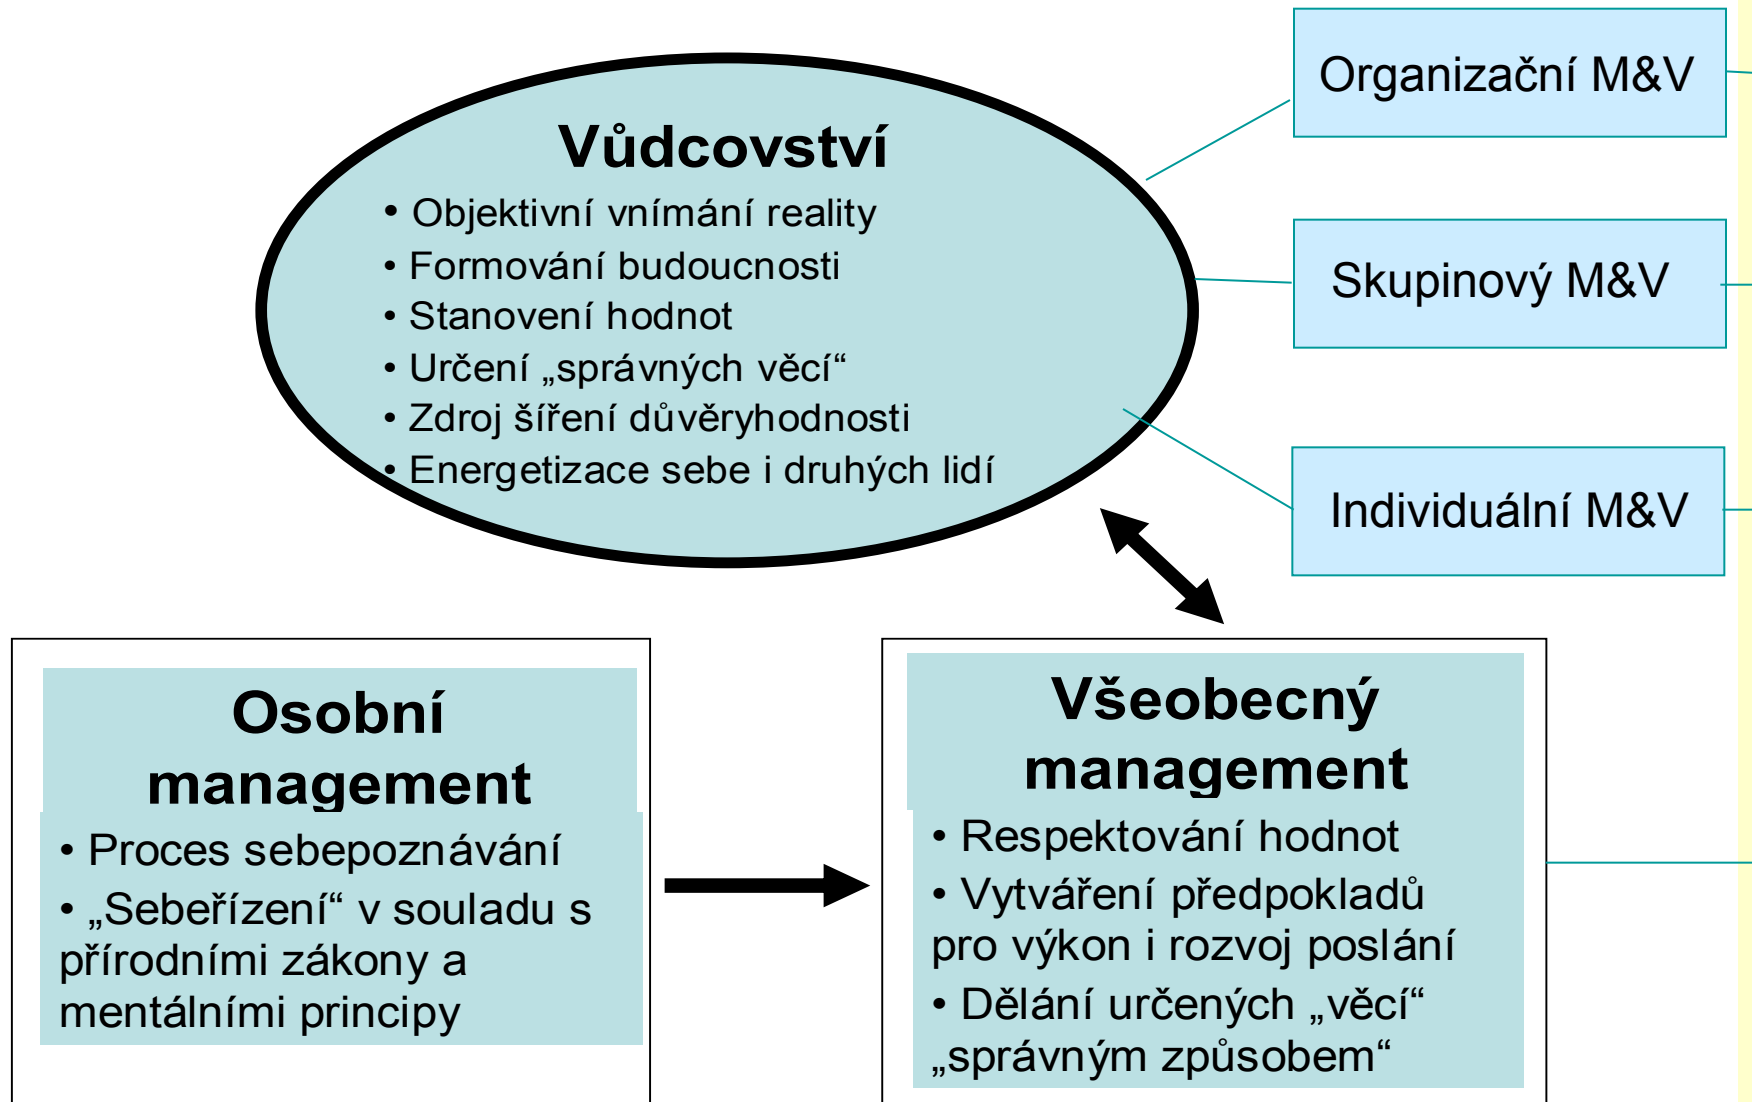 Vůdcovství
• Objektivní vnímání reality
• Formování budoucnosti
• Stanovení hodnot
• Určení „správných věcí“
• Zdroj šíření důvěryhodnosti
• Energetizace sebe i druhých lidí
Organizační M&V
Skupinový M&V
Individuální M&V
Osobní
management
• Proces sebepoznávání
• „Sebeřízení“ v souladu s
přírodními zákony a
mentálními principy
Všeobecný
management
• Respektování hodnot
• Vytváření předpokladů
pro výkon i rozvoj poslání
• Dělání určených „věcí“
„správným způsobem“